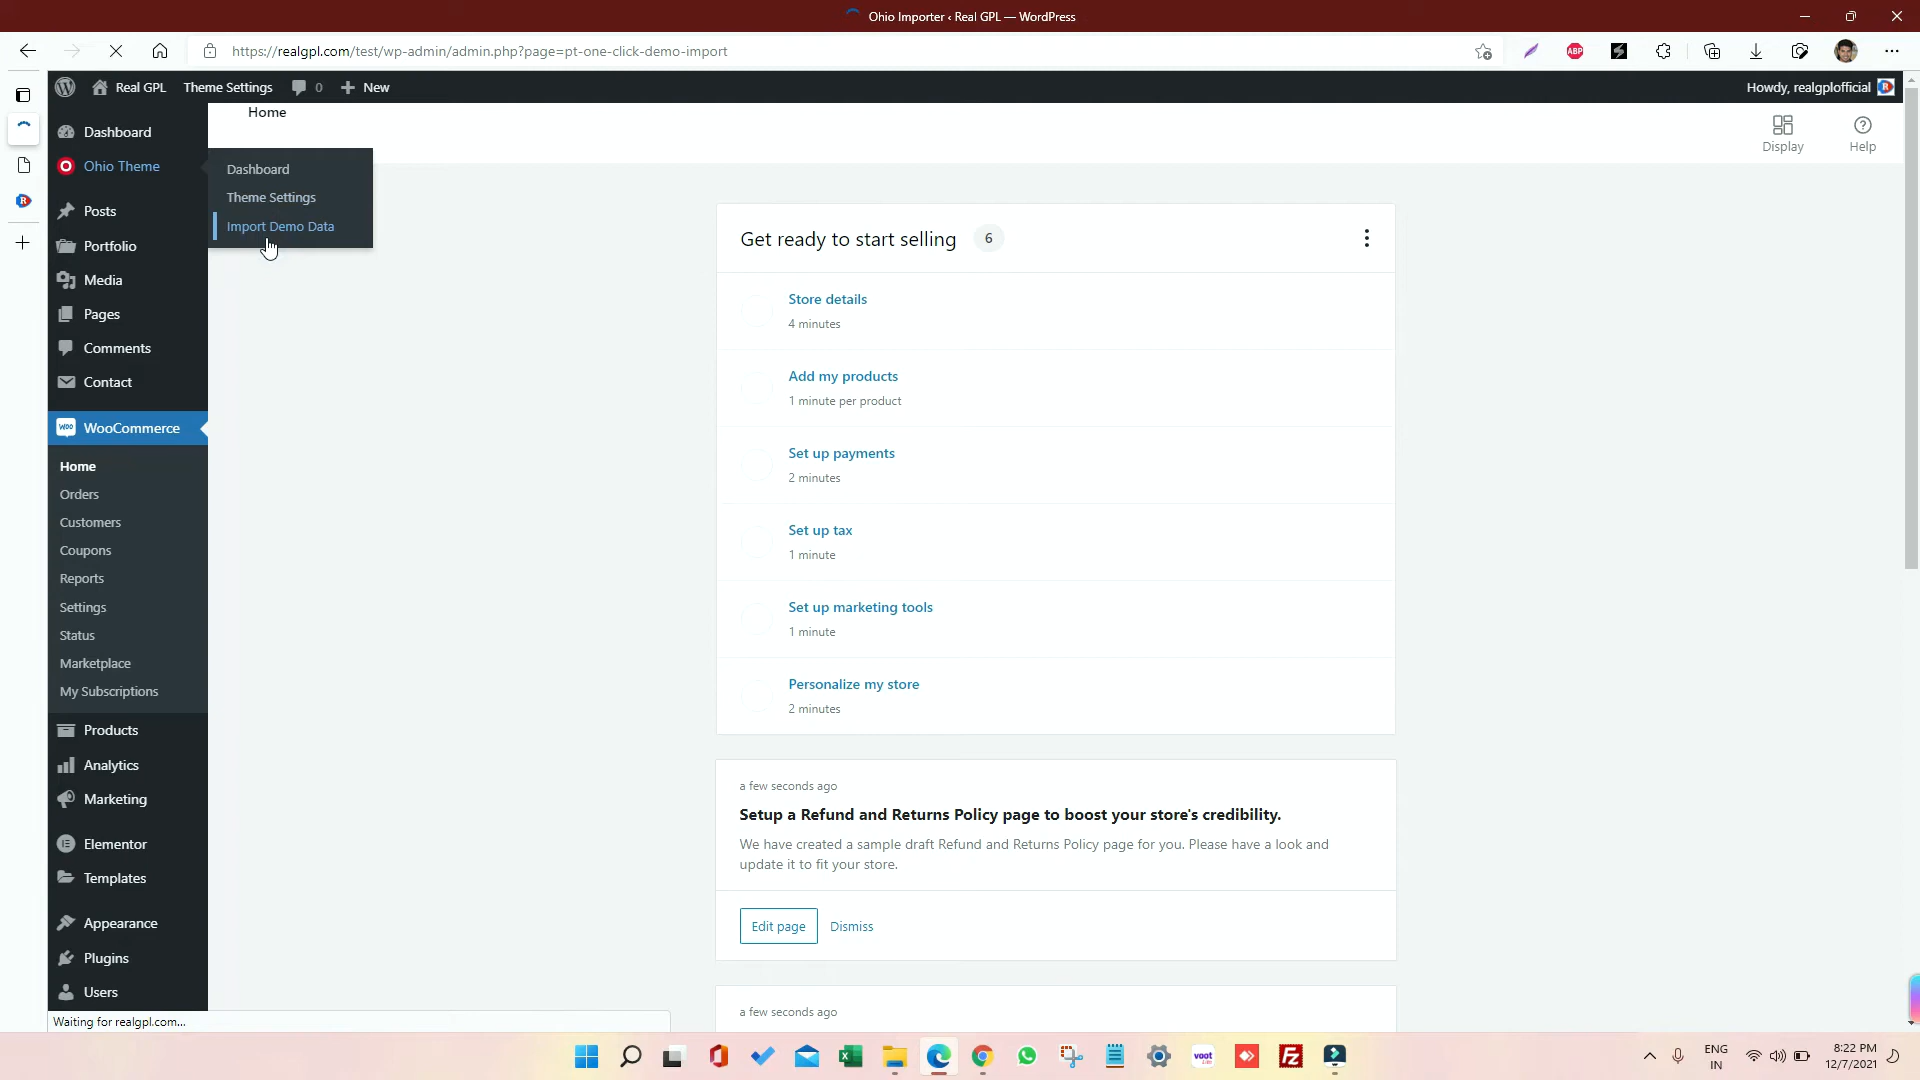 Ohio Importer ‹ Real GPL — WordPress
https://realgpl.com/test/wp-admin/admin.php?page=pt-one-click-demo-import
ABP
Real GPL
Theme Settings
0
New
Howdy, realgplofficial
Home
Display
Help
Dashboard
Ohio Theme
Dashboard
Theme Settings
Import Demo Data
Posts
Portfolio
Media
Pages
Comments
Contact
WooCommerce
Home
Orders
Customers
Coupons
Reports
Settings
Status
Marketplace
My Subscriptions
Products
Analytics
Marketing
Elementor
Templates
Appearance
Plugins
Users
Get ready to start selling 6
Store details
4 minutes
Add my products
1 minute per product
Set up payments
2 minutes
Set up tax
1 minute
Set up marketing tools
1 minute
Personalize my store
2 minutes
a few seconds ago
Setup a Refund and Returns Policy page to boost your store's credibility.
We have created a sample draft Refund and Returns Policy page for you. Please have a look and
update it to fit your store.
Edit page
Dismiss
a few seconds ago
Waiting for realgpl.com...
voot
ENG
IN
8:22 PM
12/7/2021